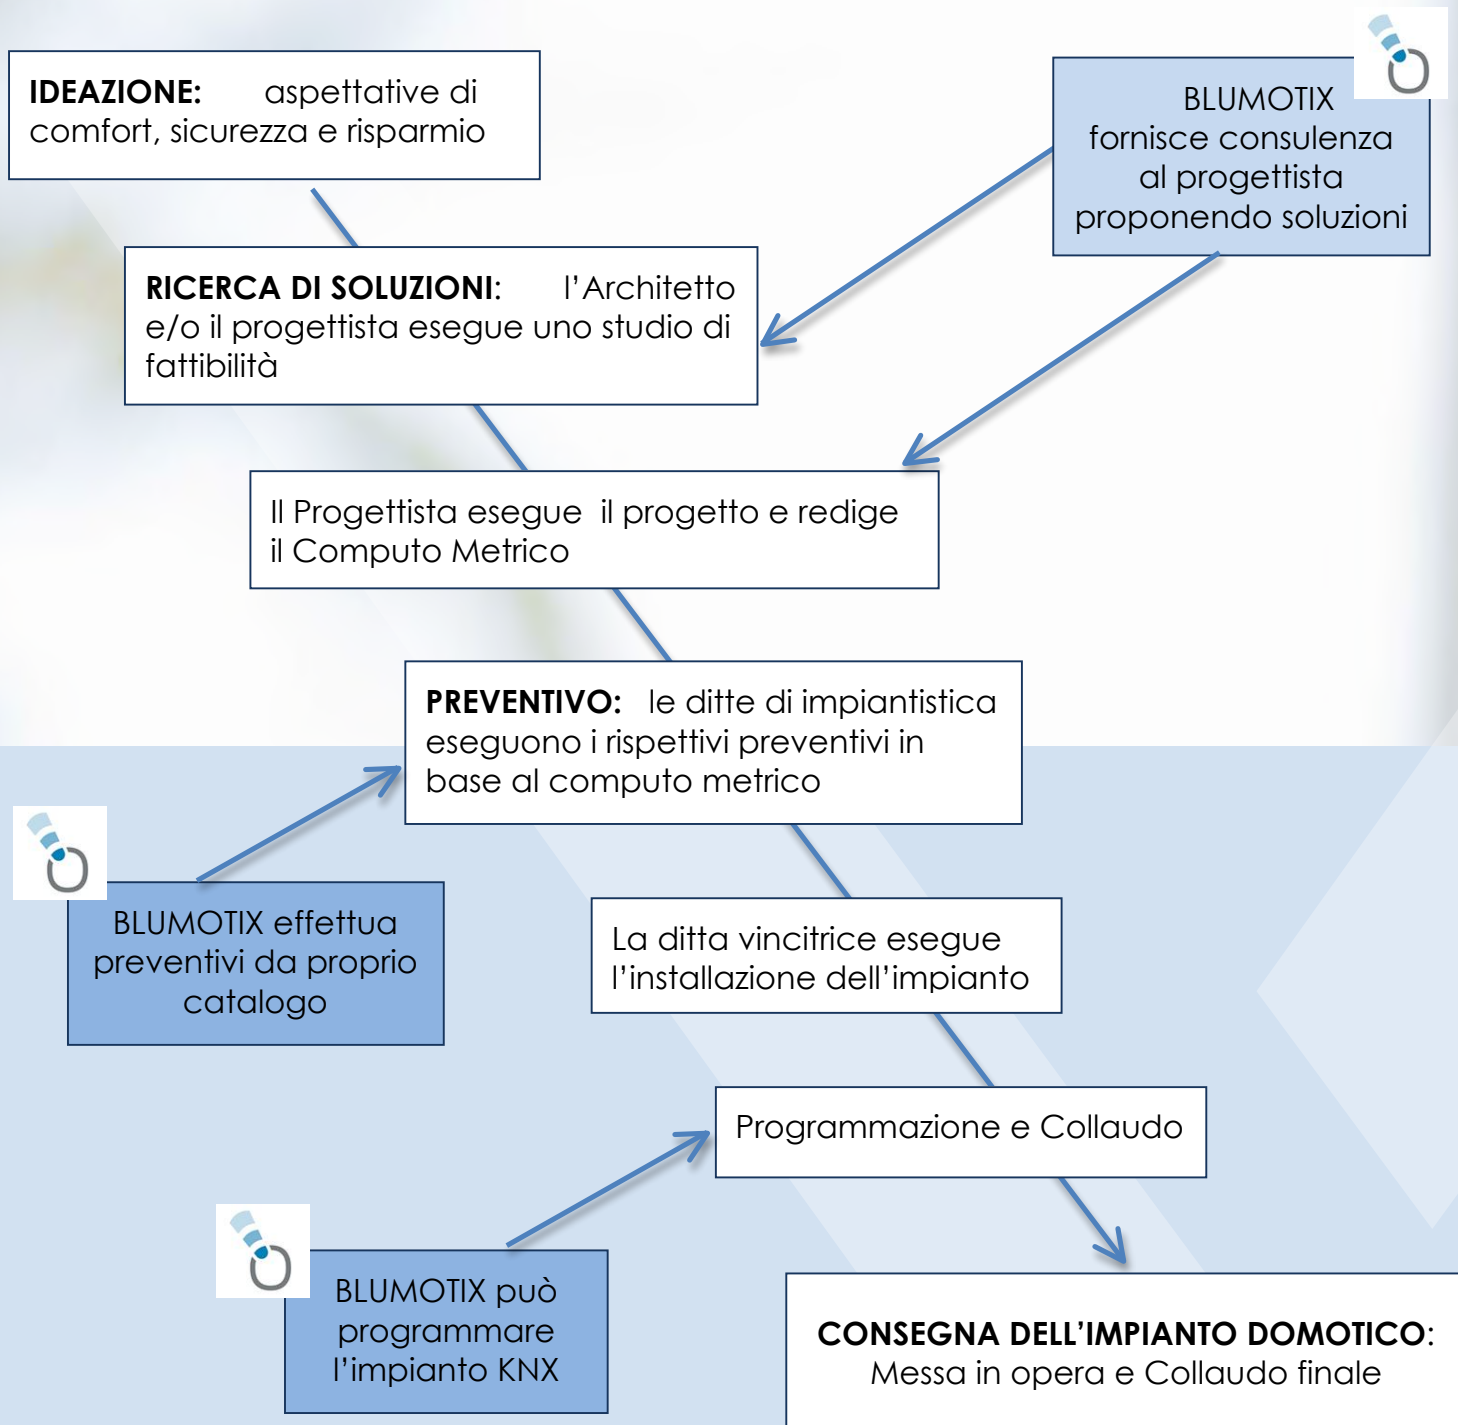 IDEAZIONE: aspettative di
comfort, sicurezza e risparmio
BLUMOTIX
fornisce consulenza
al progettista
proponendo soluzioni
RICERCA DI SOLUZIONI: l’Architetto
e/o il progettista esegue uno studio di
fattibilità
Il Progettista esegue il progetto e redige
il Computo Metrico
PREVENTIVO: le ditte di impiantistica
eseguono i rispettivi preventivi in
base al computo metrico
BLUMOTIX effettua
preventivi da proprio
catalogo
La ditta vincitrice esegue
l’installazione dell’impianto
Programmazione e Collaudo
BLUMOTIX può
programmare
l’impianto KNX
CONSEGNA DELL’IMPIANTO DOMOTICO:
Messa in opera e Collaudo finale